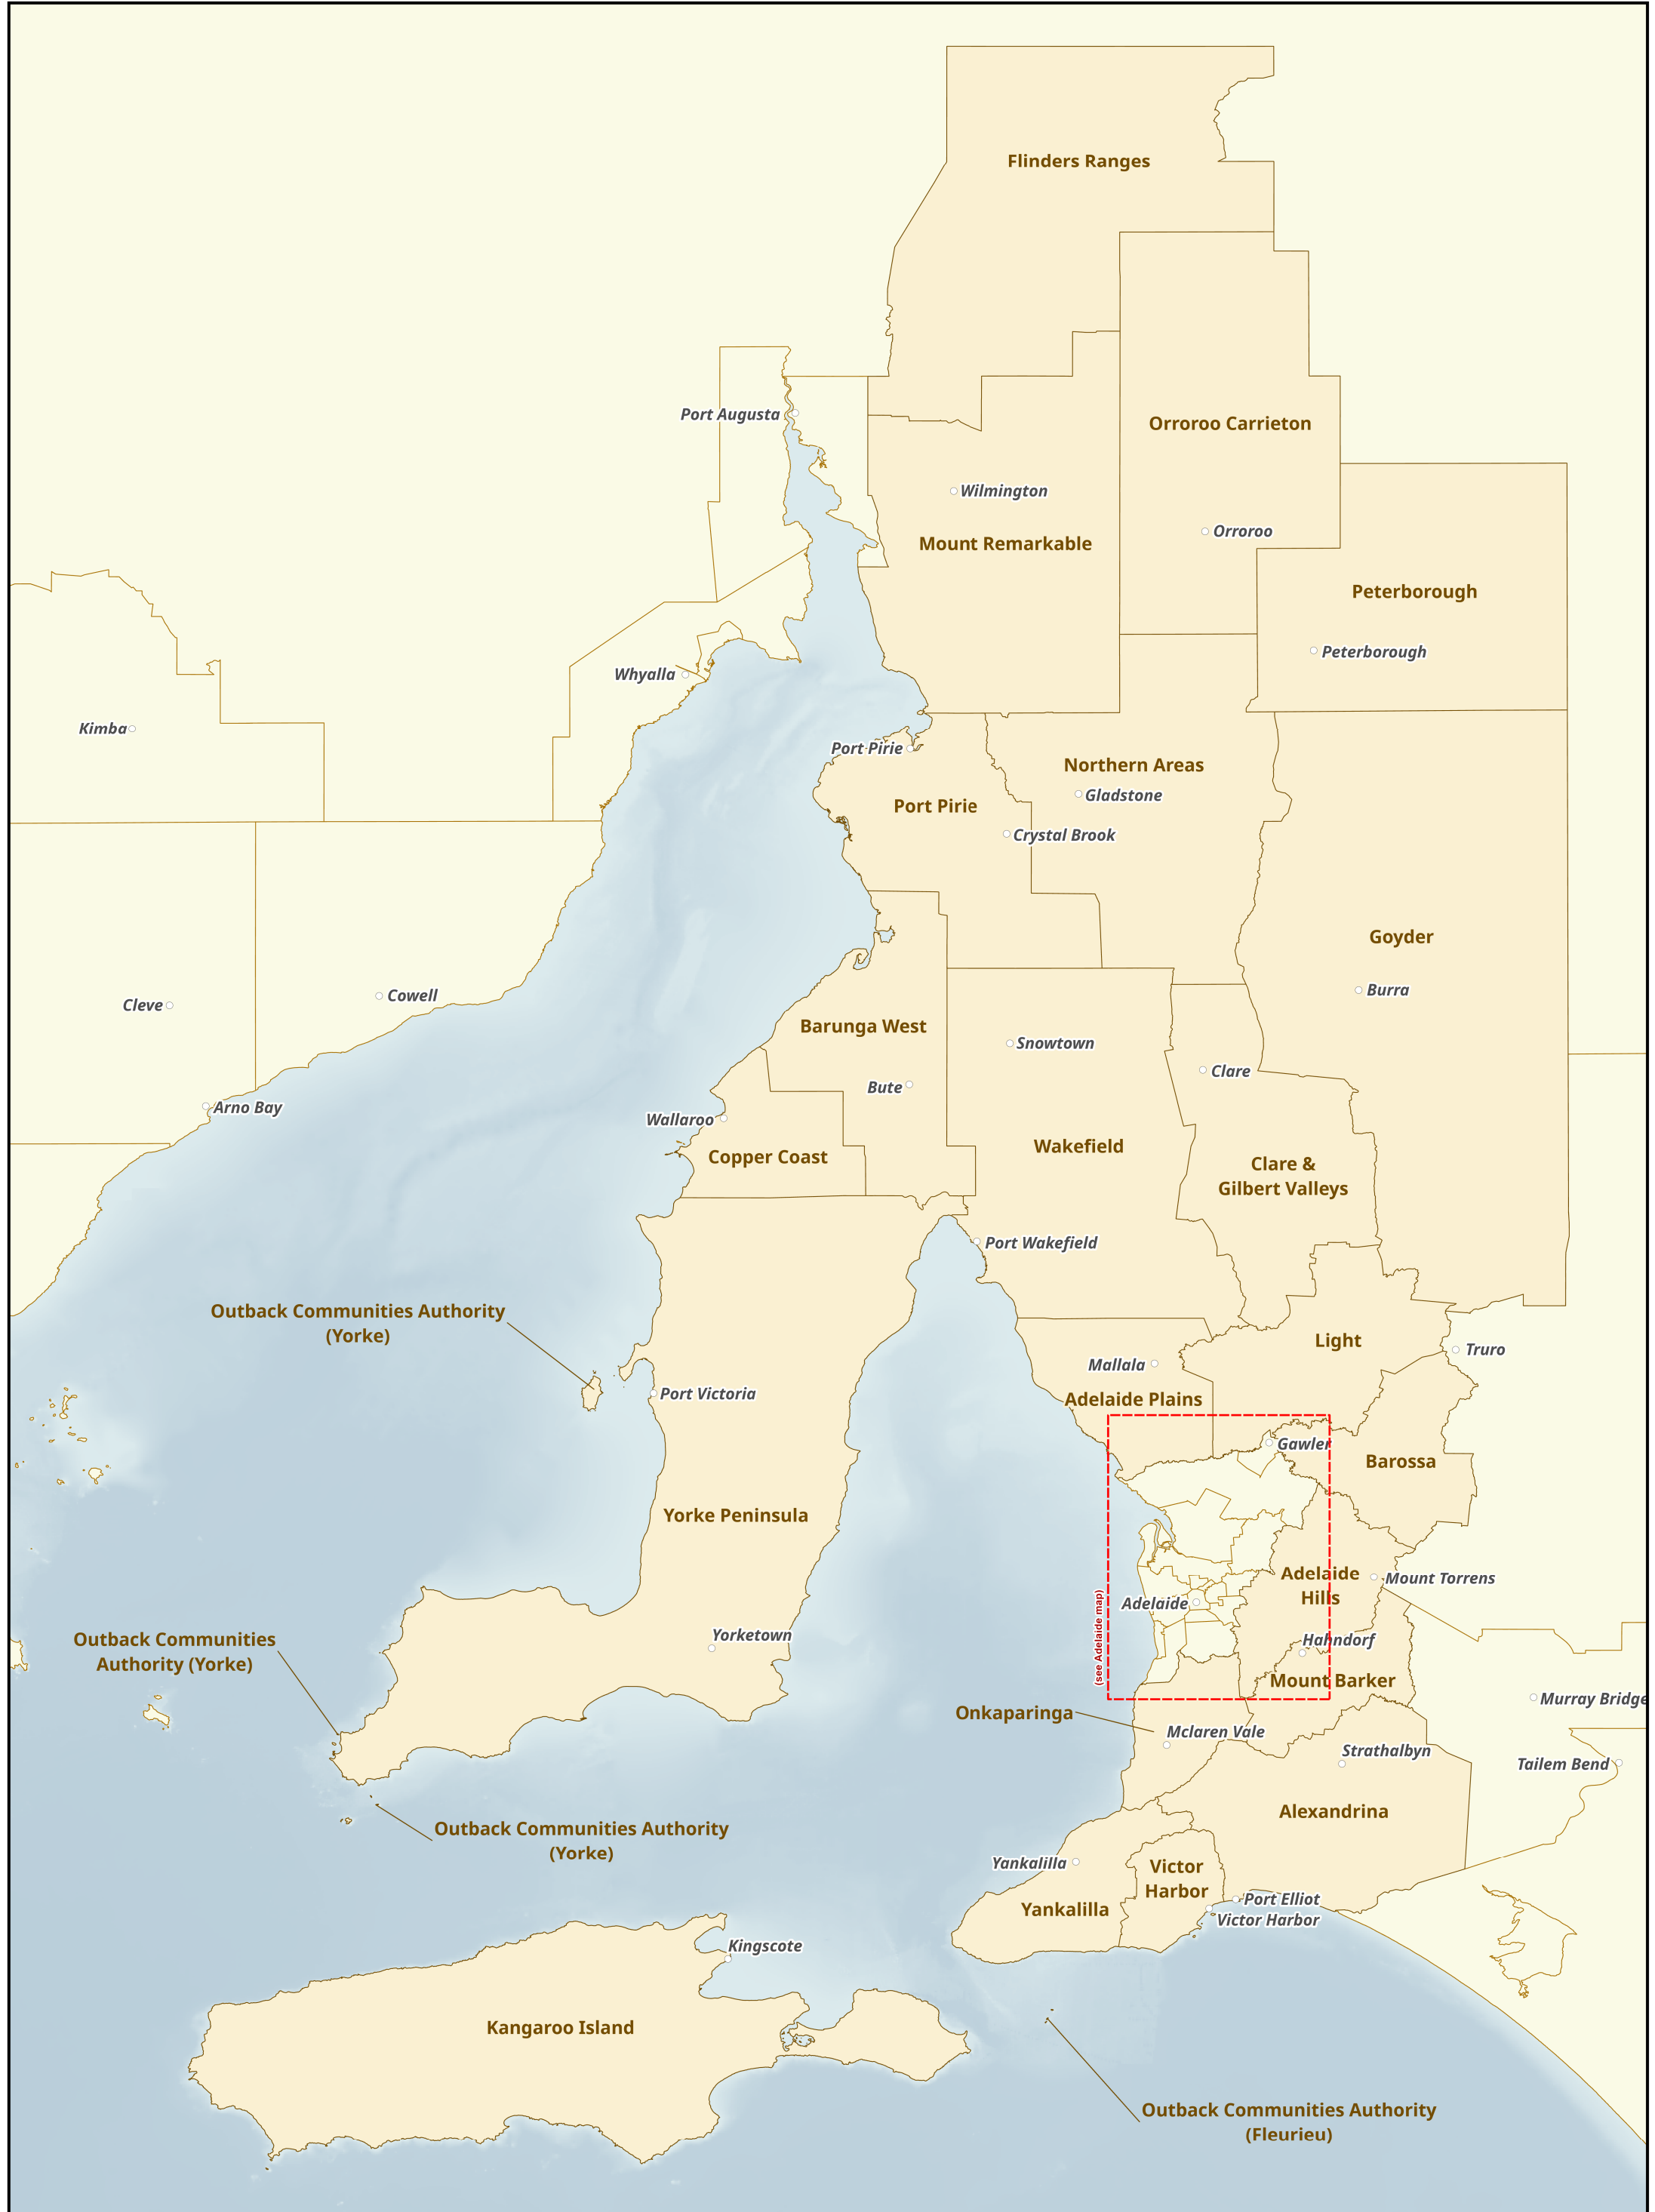 Flinders Ranges
Port Augusta
Orroroo Carrieton
Wilmington
Orroroo
Mount Remarkable
Peterborough
Peterborough
Whyalla
Kimba
Port Pirie
Northern Areas
Gladstone
Port Pirie
Crystal Brook
Goyder
Burra
Cleve
Cowell
Barunga West
Snowtown
Clare
Bute
Arno Bay
Wallaroo
Wakefield
Copper Coast
Clare &
Gilbert Valleys
Port Wakefield
Outback Communities Authority
(Yorke)
Light
Truro
Mallala
Port Victoria
Adelaide Plains
Gawler
Barossa
Yorke Peninsula
Adelaide
Hills
Mount Torrens
Adelaide
(see Adelaide map)
Yorketown
Hahndorf
Outback Communities
Authority (Yorke)
Mount Barker
Murray Bridge
Onkaparinga
Mclaren Vale
Strathalbyn
Tailem Bend
Alexandrina
Outback Communities Authority
(Yorke)
Yankalilla
Victor
Harbor
Port Elliot
Yankalilla
Victor Harbor
Kingscote
Kangaroo Island
Outback Communities Authority
(Fleurieu)